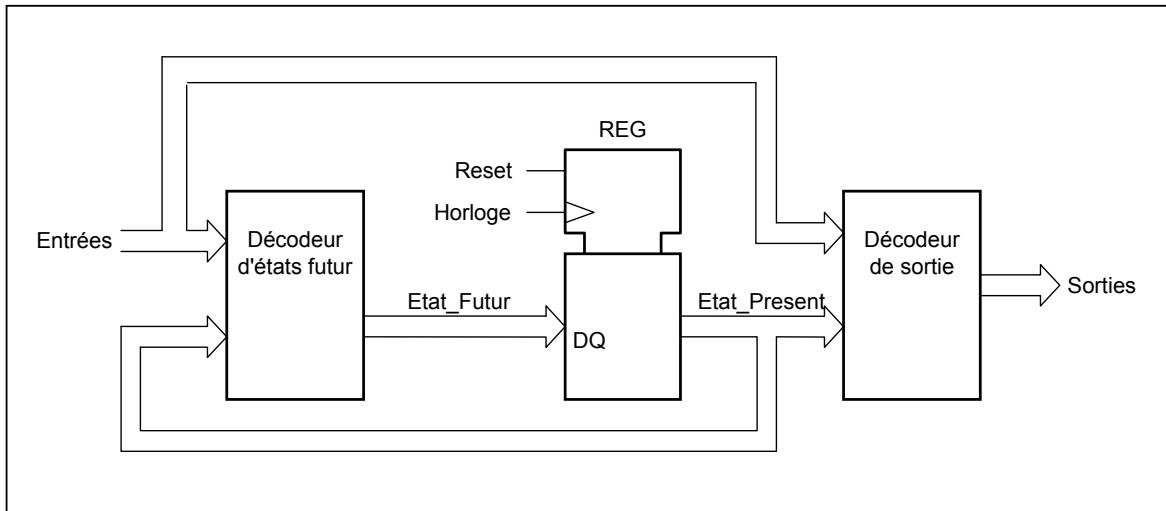 REG
Reset
Horloge
Entrées
Décodeur
d'états futur
Décodeur
de sortie
Etat_Futur
Etat_Present
Sorties
DQ